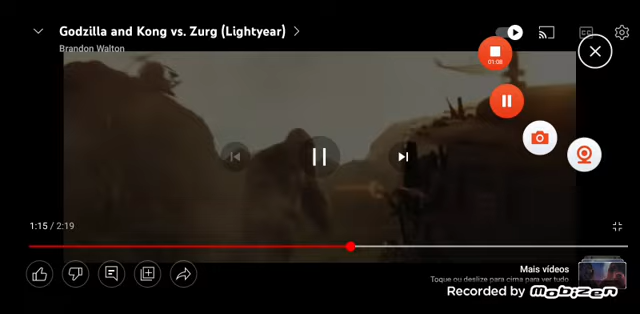 Godzilla and Kong vs. Zurg (Lightyear)
Brandon Walton
CC
01:08
1:15 / 2:19
Mais vídeos
Toque ou deslize para cima para ver tudo
Recorded by Mobizen